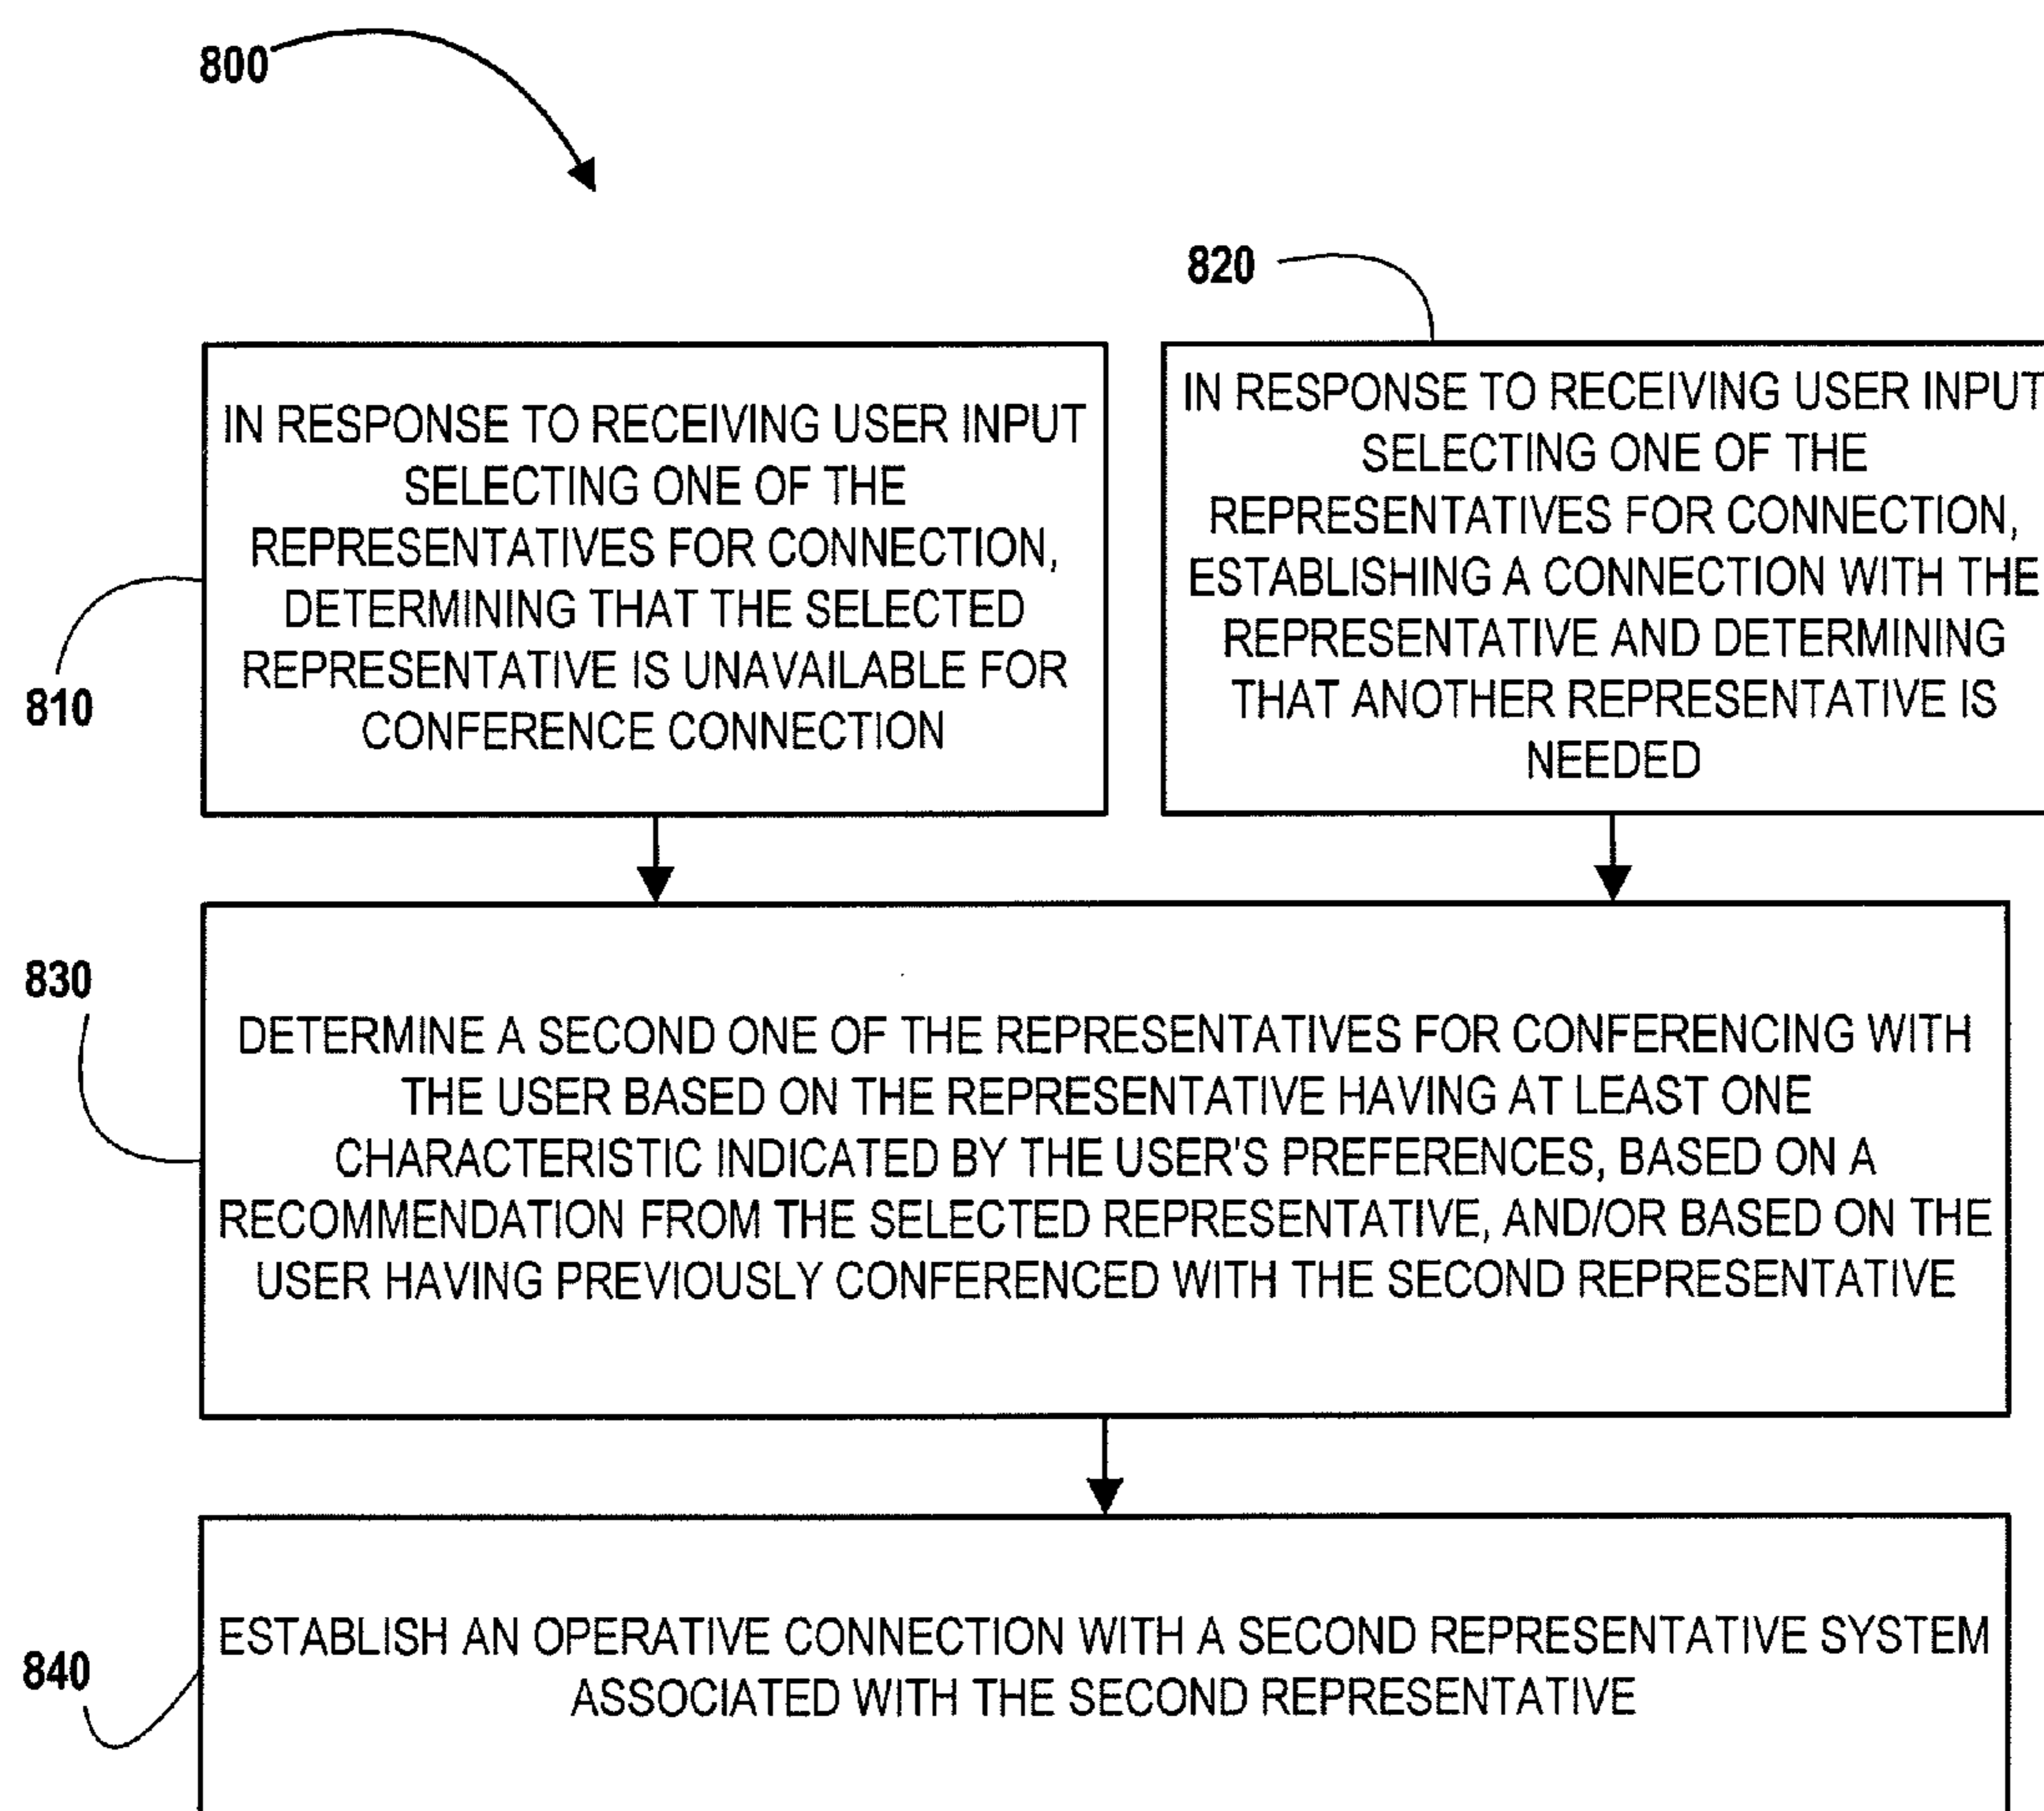 800
820
IN RESPONSE TO RECEIVING USER INPUT
SELECTING ONE OF THE
REPRESENTATIVES FOR CONNECTION,
DETERMINING THAT THE SELECTED
REPRESENTATIVE IS UNAVAILABLE FOR
CONFERENCE CONNECTION
810
IN RESPONSE TO RECEIVING USER INPUT
SELECTING ONE OF THE
REPRESENTATIVES FOR CONNECTION,
ESTABLISHING A CONNECTION WITH THE
REPRESENTATIVE AND DETERMINING
THAT ANOTHER REPRESENTATIVE IS
NEEDED
830
DETERMINE A SECOND ONE OF THE REPRESENTATIVES FOR CONFERENCING WITH
THE USER BASED ON THE REPRESENTATIVE HAVING AT LEAST ONE
CHARACTERISTIC INDICATED BY THE USER'S PREFERENCES, BASED ON A
RECOMMENDATION FROM THE SELECTED REPRESENTATIVE, AND/OR BASED ON THE
USER HAVING PREVIOUSLY CONFERENCED WITH THE SECOND REPRESENTATIVE
840
ESTABLISH AN OPERATIVE CONNECTION WITH A SECOND REPRESENTATIVE SYSTEM
ASSOCIATED WITH THE SECOND REPRESENTATIVE